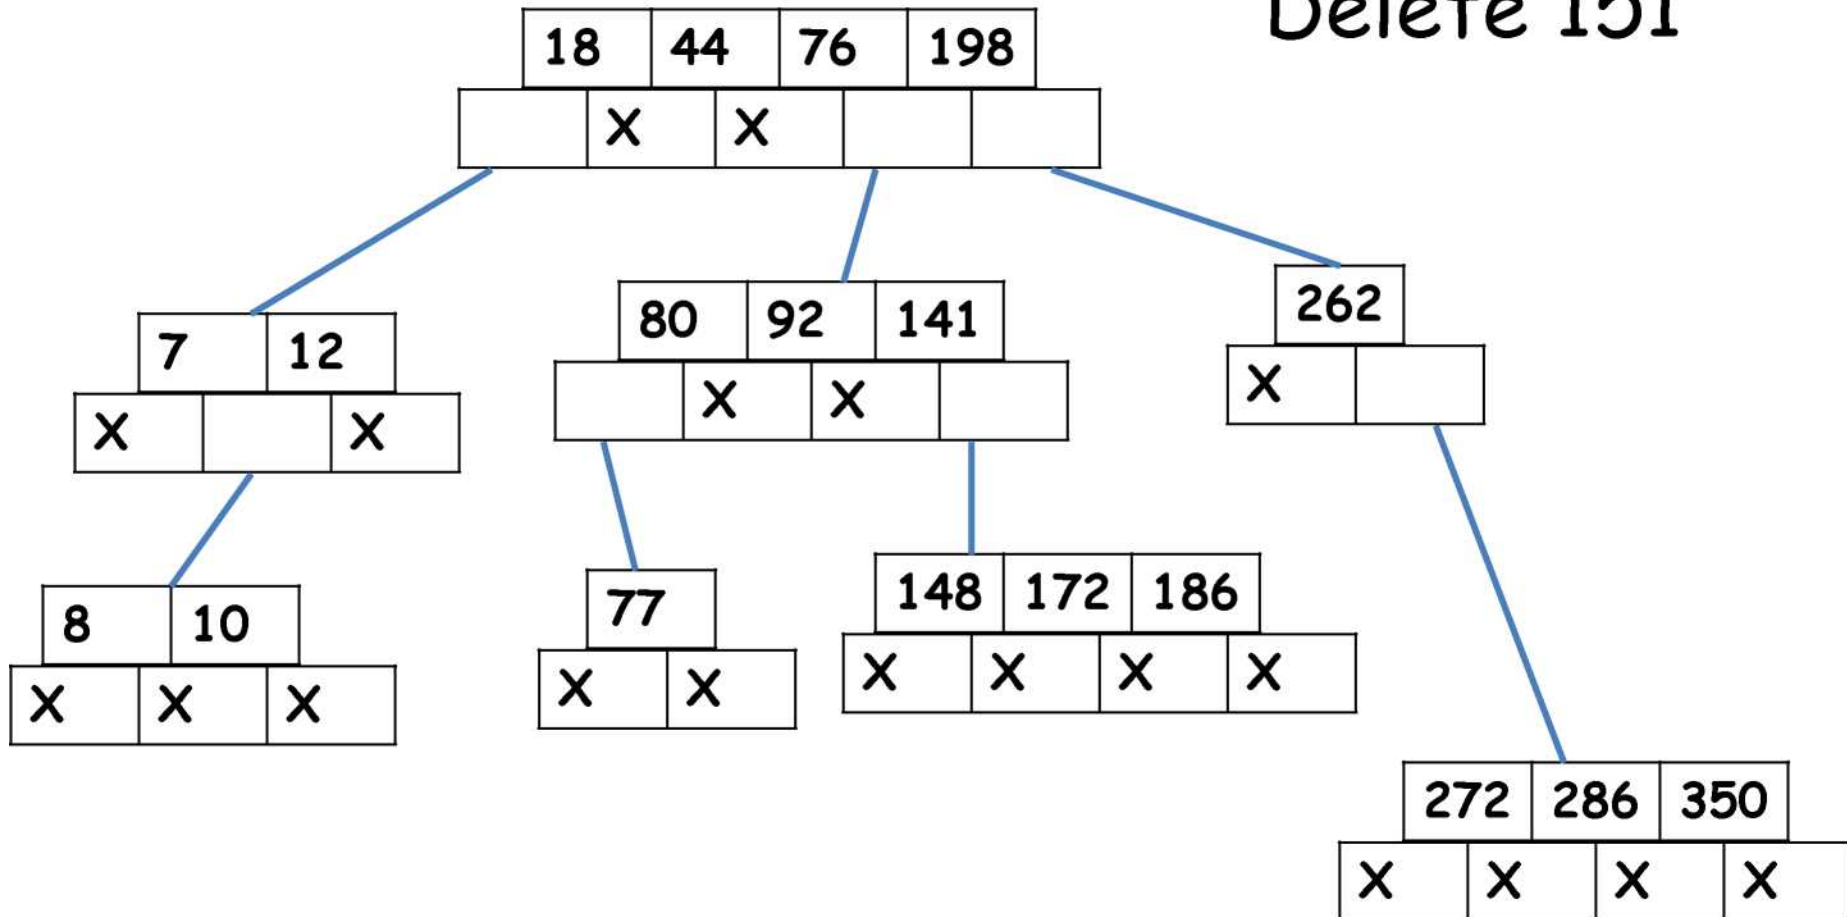 Delete 151
18 44 76 198
X X
7 12
X X
80 92 141
X X
262
X
8 10
X X X
77
X X
148 172 186
X X X X
272 286 350
X X X X